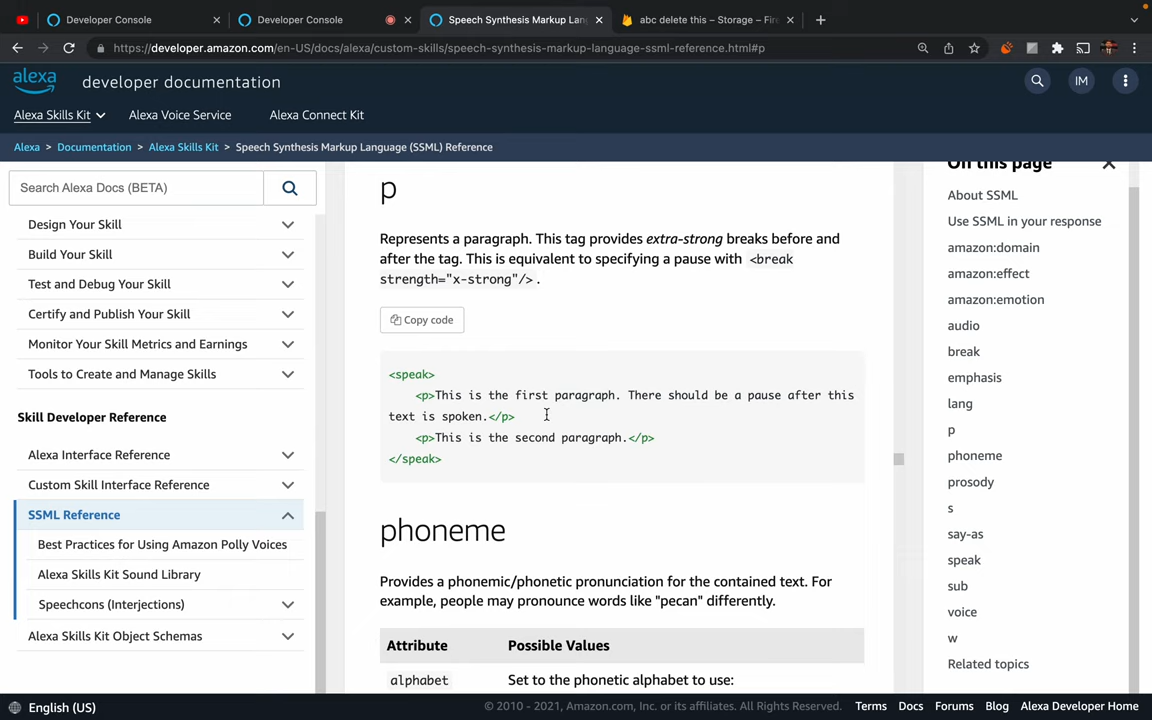 Developer Console
Developer Console
Speech Synthesis Markup Lan
abc delete this – Storage – Fire
https://developer.amazon.com/en-US/docs/alexa/custom-skills/speech-synthesis-markup-language-ssml-reference.html#p
alexa
developer documentation
IM
Alexa Skills Kit
Alexa Voice Service
Alexa Connect Kit
Alexa > Documentation > Alexa Skills Kit > Speech Synthesis Markup Language (SSML) Reference
Search Alexa Docs (BETA)
Design Your Skill
Build Your Skill
Test and Debug Your Skill
Certify and Publish Your Skill
Monitor Your Skill Metrics and Earnings
Tools to Create and Manage Skills
Skill Developer Reference
Alexa Interface Reference
Custom Skill Interface Reference
SSML Reference
Best Practices for Using Amazon Polly Voices
Alexa Skills Kit Sound Library
Speechcons (Interjections)
Alexa Skills Kit Object Schemas
p
Represents a paragraph. This tag provides extra-strong breaks before and
after the tag. This is equivalent to specifying a pause with <break
strength="x-strong"/> .
Copy code
<speak>
<p>This is the first paragraph. There should be a pause after this
text is spoken.</p>
<p>This is the second paragraph.</p>
</speak>
phoneme
Provides a phonemic/phonetic pronunciation for the contained text. For
example, people may pronounce words like "pecan" differently.
Attribute Possible Values
alphabet Set to the phonetic alphabet to use:
On this page
About SSML
Use SSML in your response
amazon:domain
amazon:effect
amazon:emotion
audio
break
emphasis
lang
p
phoneme
prosody
s
say-as
speak
sub
voice
w
Related topics
English (US)
© 2010 - 2021, Amazon.com, Inc. or its affiliates. All Rights Reserved.
Terms Docs Forums Blog Alexa Developer Home